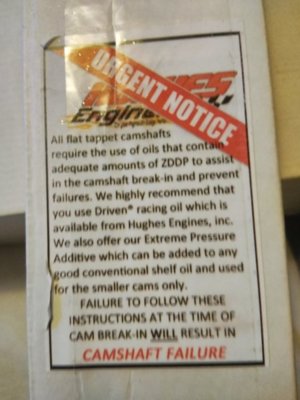 URGENT NOTICE
Engines
All flat tappet camshafts
require the use of oils that contain
adequate amounts of ZDDP to assist
in the camshaft break-in and prevent
failures. We highly recommend that
you use Driven® racing oil which is
available from Hughes Engines, inc.
We also offer our Extreme Pressure
Additive which can be added to any
good conventional shelf oil and used
for the smaller cams only.
FAILURE TO FOLLOW THESE
INSTRUCTIONS AT THE TIME OF
CAM BREAK-IN WILL RESULT IN
CAMSHAFT FAILURE